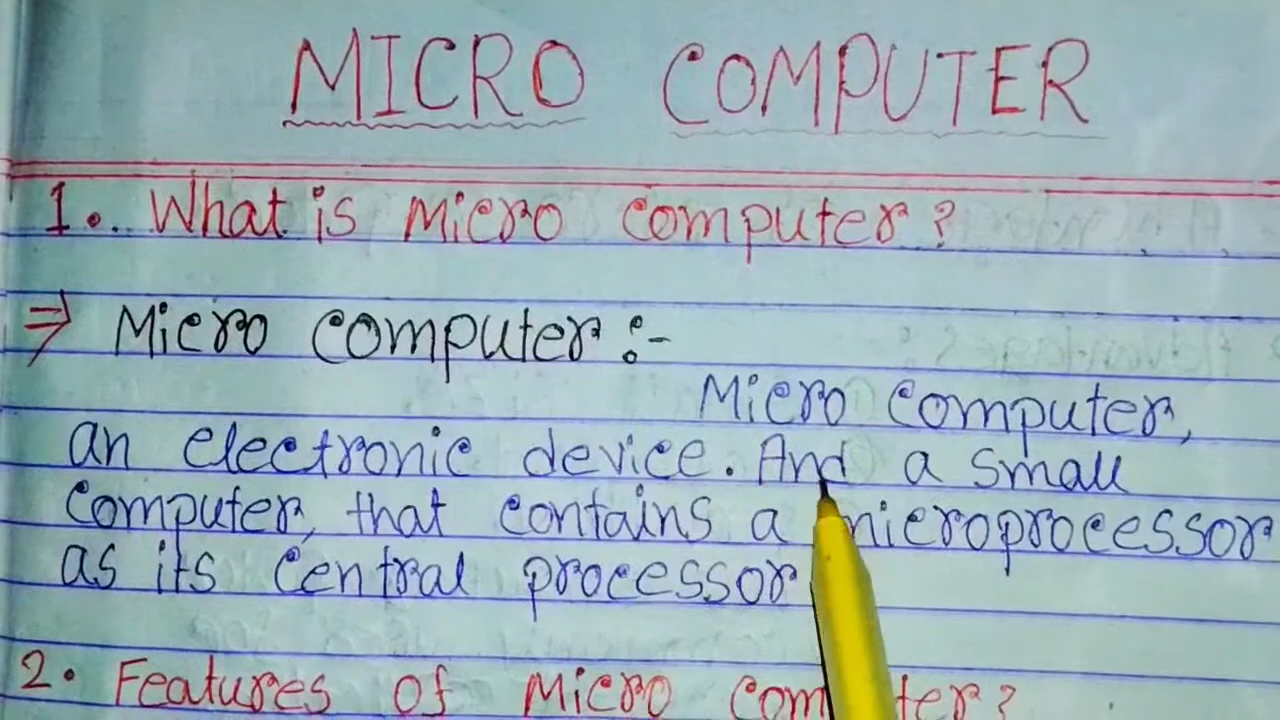 MICRO COMPUTER
1. What is Micro computer?
⇒ Micro computer :-
Micro computer,
an electronic device. And a small
computer, that contains a microprocessor
as its central processor
2. Features of Micro computer?